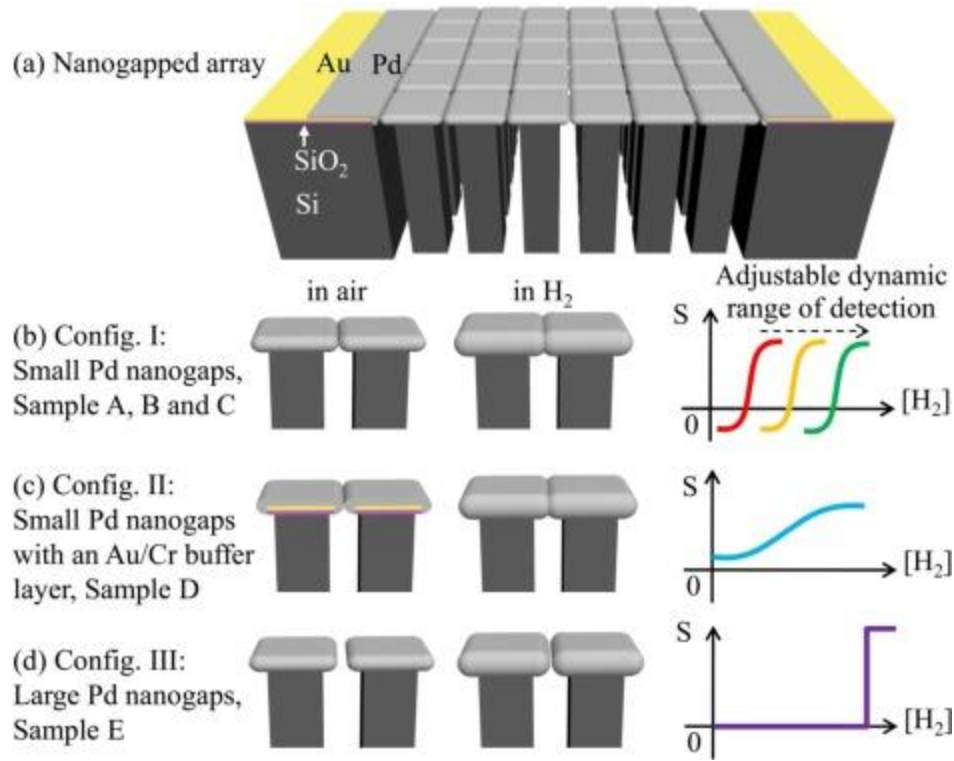 (a) Nanogapped array
Au Pd
SiO₂
Si
in air
in H₂
Adjustable dynamic
range of detection
(b) Config. I:
Small Pd nanogaps,
Sample A, B and C
S
0
[H₂]
(c) Config. II:
Small Pd nanogaps
with an Au/Cr buffer
layer, Sample D
S
0
[H₂]
(d) Config. III:
Large Pd nanogaps,
Sample E
S
0
[H₂]